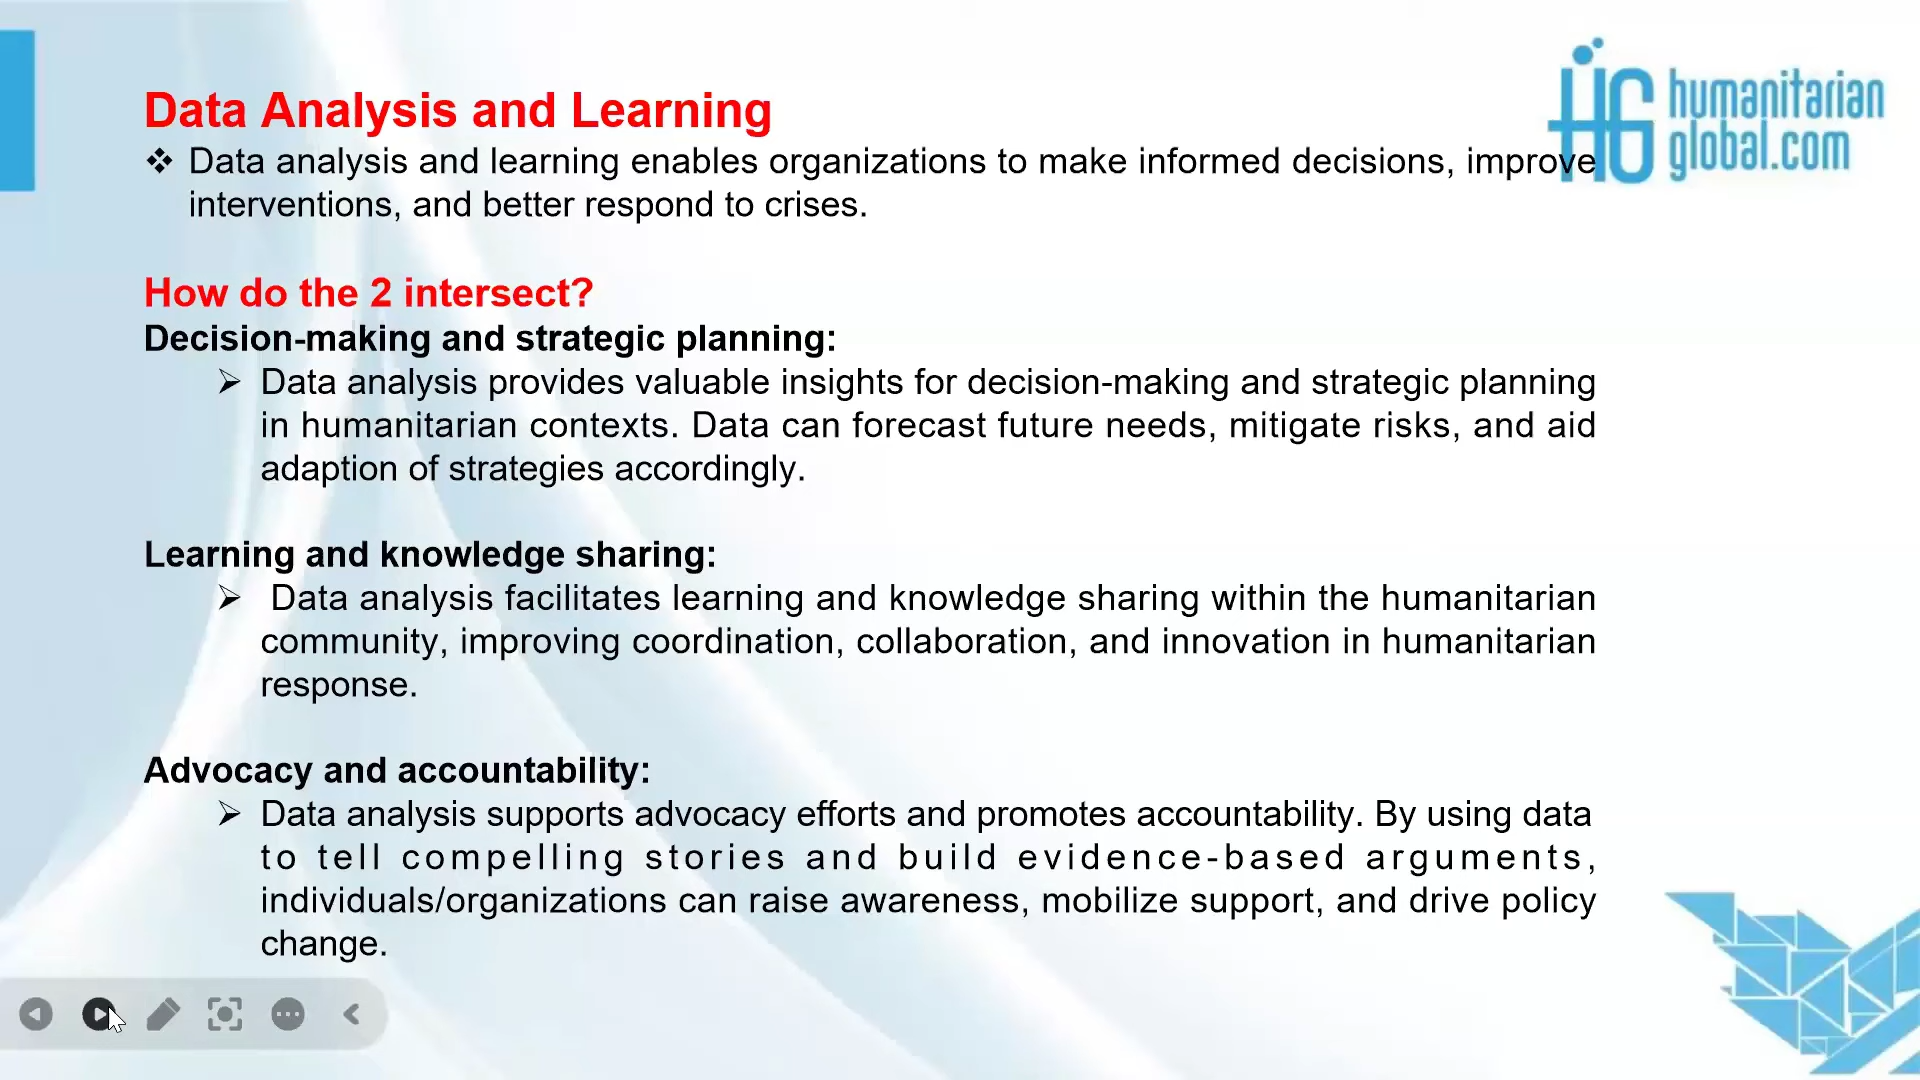 humanitarian
global.com
Data Analysis and Learning
❖ Data analysis and learning enables organizations to make informed decisions, improve
interventions, and better respond to crises.
How do the 2 intersect?
Decision-making and strategic planning:
➢ Data analysis provides valuable insights for decision-making and strategic planning
in humanitarian contexts. Data can forecast future needs, mitigate risks, and aid
adaption of strategies accordingly.
Learning and knowledge sharing:
➢ Data analysis facilitates learning and knowledge sharing within the humanitarian
community, improving coordination, collaboration, and innovation in humanitarian
response.
Advocacy and accountability:
➢ Data analysis supports advocacy efforts and promotes accountability. By using data
to tell compelling stories and build evidence-based arguments,
individuals/organizations can raise awareness, mobilize support, and drive policy
change.